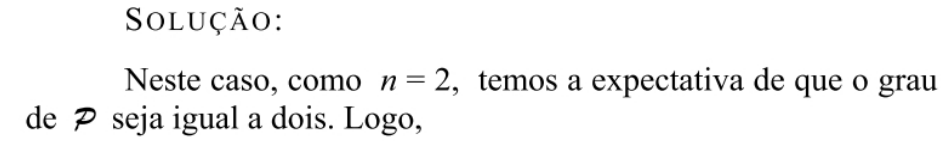 SOLUÇÃO:
Neste caso, como n = 2, temos a expectativa de que o grau
de 𝒫 seja igual a dois. Logo,